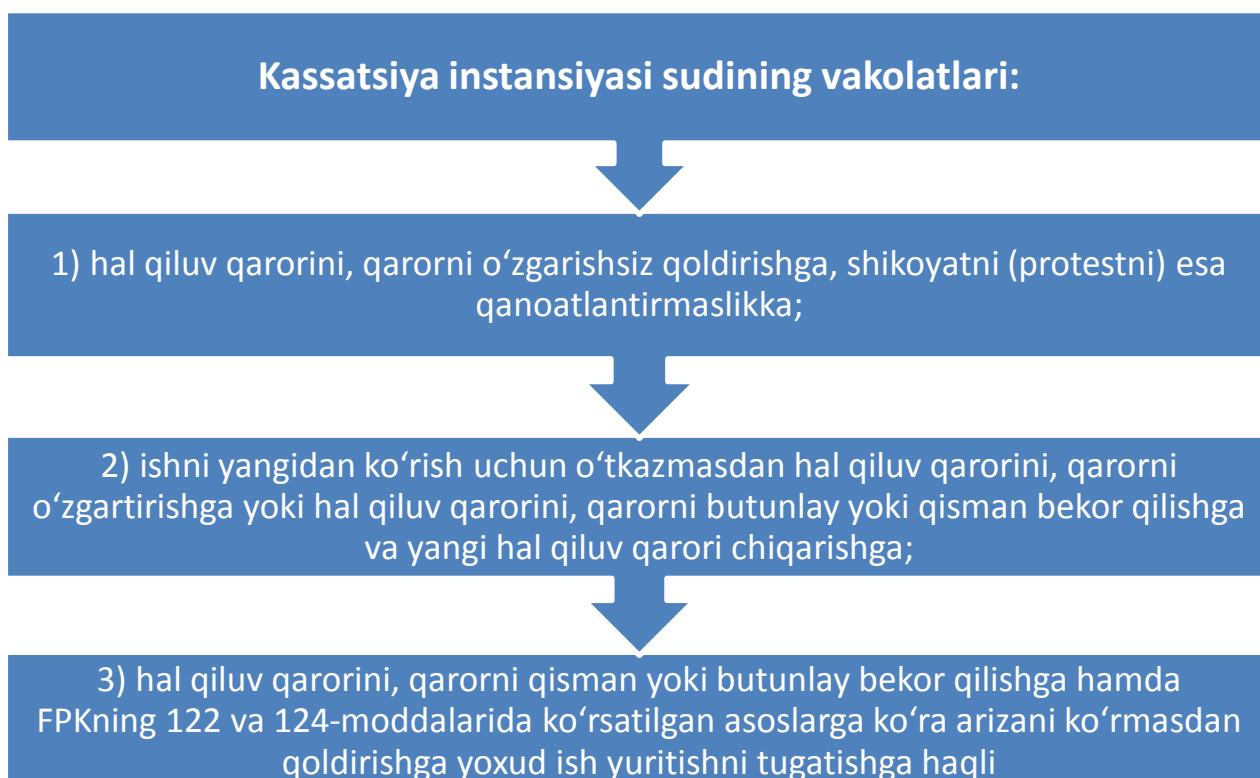 Kassatsiya instansiyasi sudining vakolatlari:
1) hal qiluv qarorini, qarorni o‘zgarishsiz qoldirishga, shikoyatni (protestni) esa
qanoatlantirmaslikka;
2) ishni yangidan ko‘rish uchun o‘tkazmasdan hal qiluv qarorini, qarorni
o‘zgartirishga yoki hal qiluv qarorini, qarorni butunlay yoki qisman bekor qilishga
va yangi hal qiluv qarori chiqarishga;
3) hal qiluv qarorini, qarorni qisman yoki butunlay bekor qilishga hamda
FPKning 122 va 124-moddalarida ko‘rsatilgan asoslarga ko‘ra arizani ko‘rmasdan
qoldirishga yoxud ish yuritishni tugatishga haqli